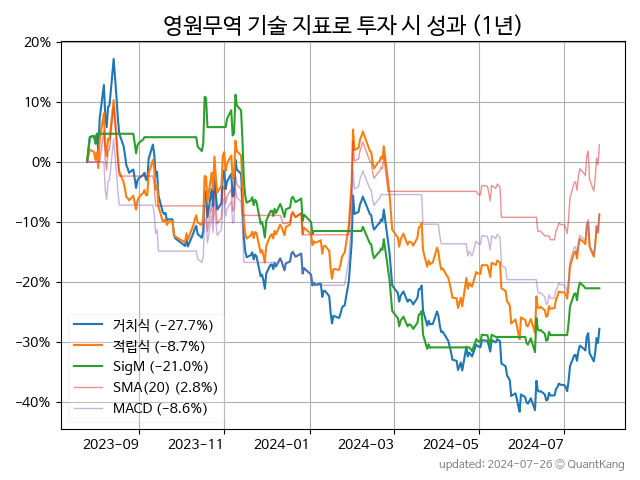 영원무역 기술 지표로 투자 시 성과 (1년)
20%
10%
0%
−10%
−20%
−30%
−40%
거치식 (−27.7%)
적립식 (−8.7%)
SigM (−21.0%)
SMA(20) (2.8%)
MACD (−8.6%)
2023−09 2023−11 2024−01 2024−03 2024−05 2024−07
updated: 2024−07−26 © QuantKang